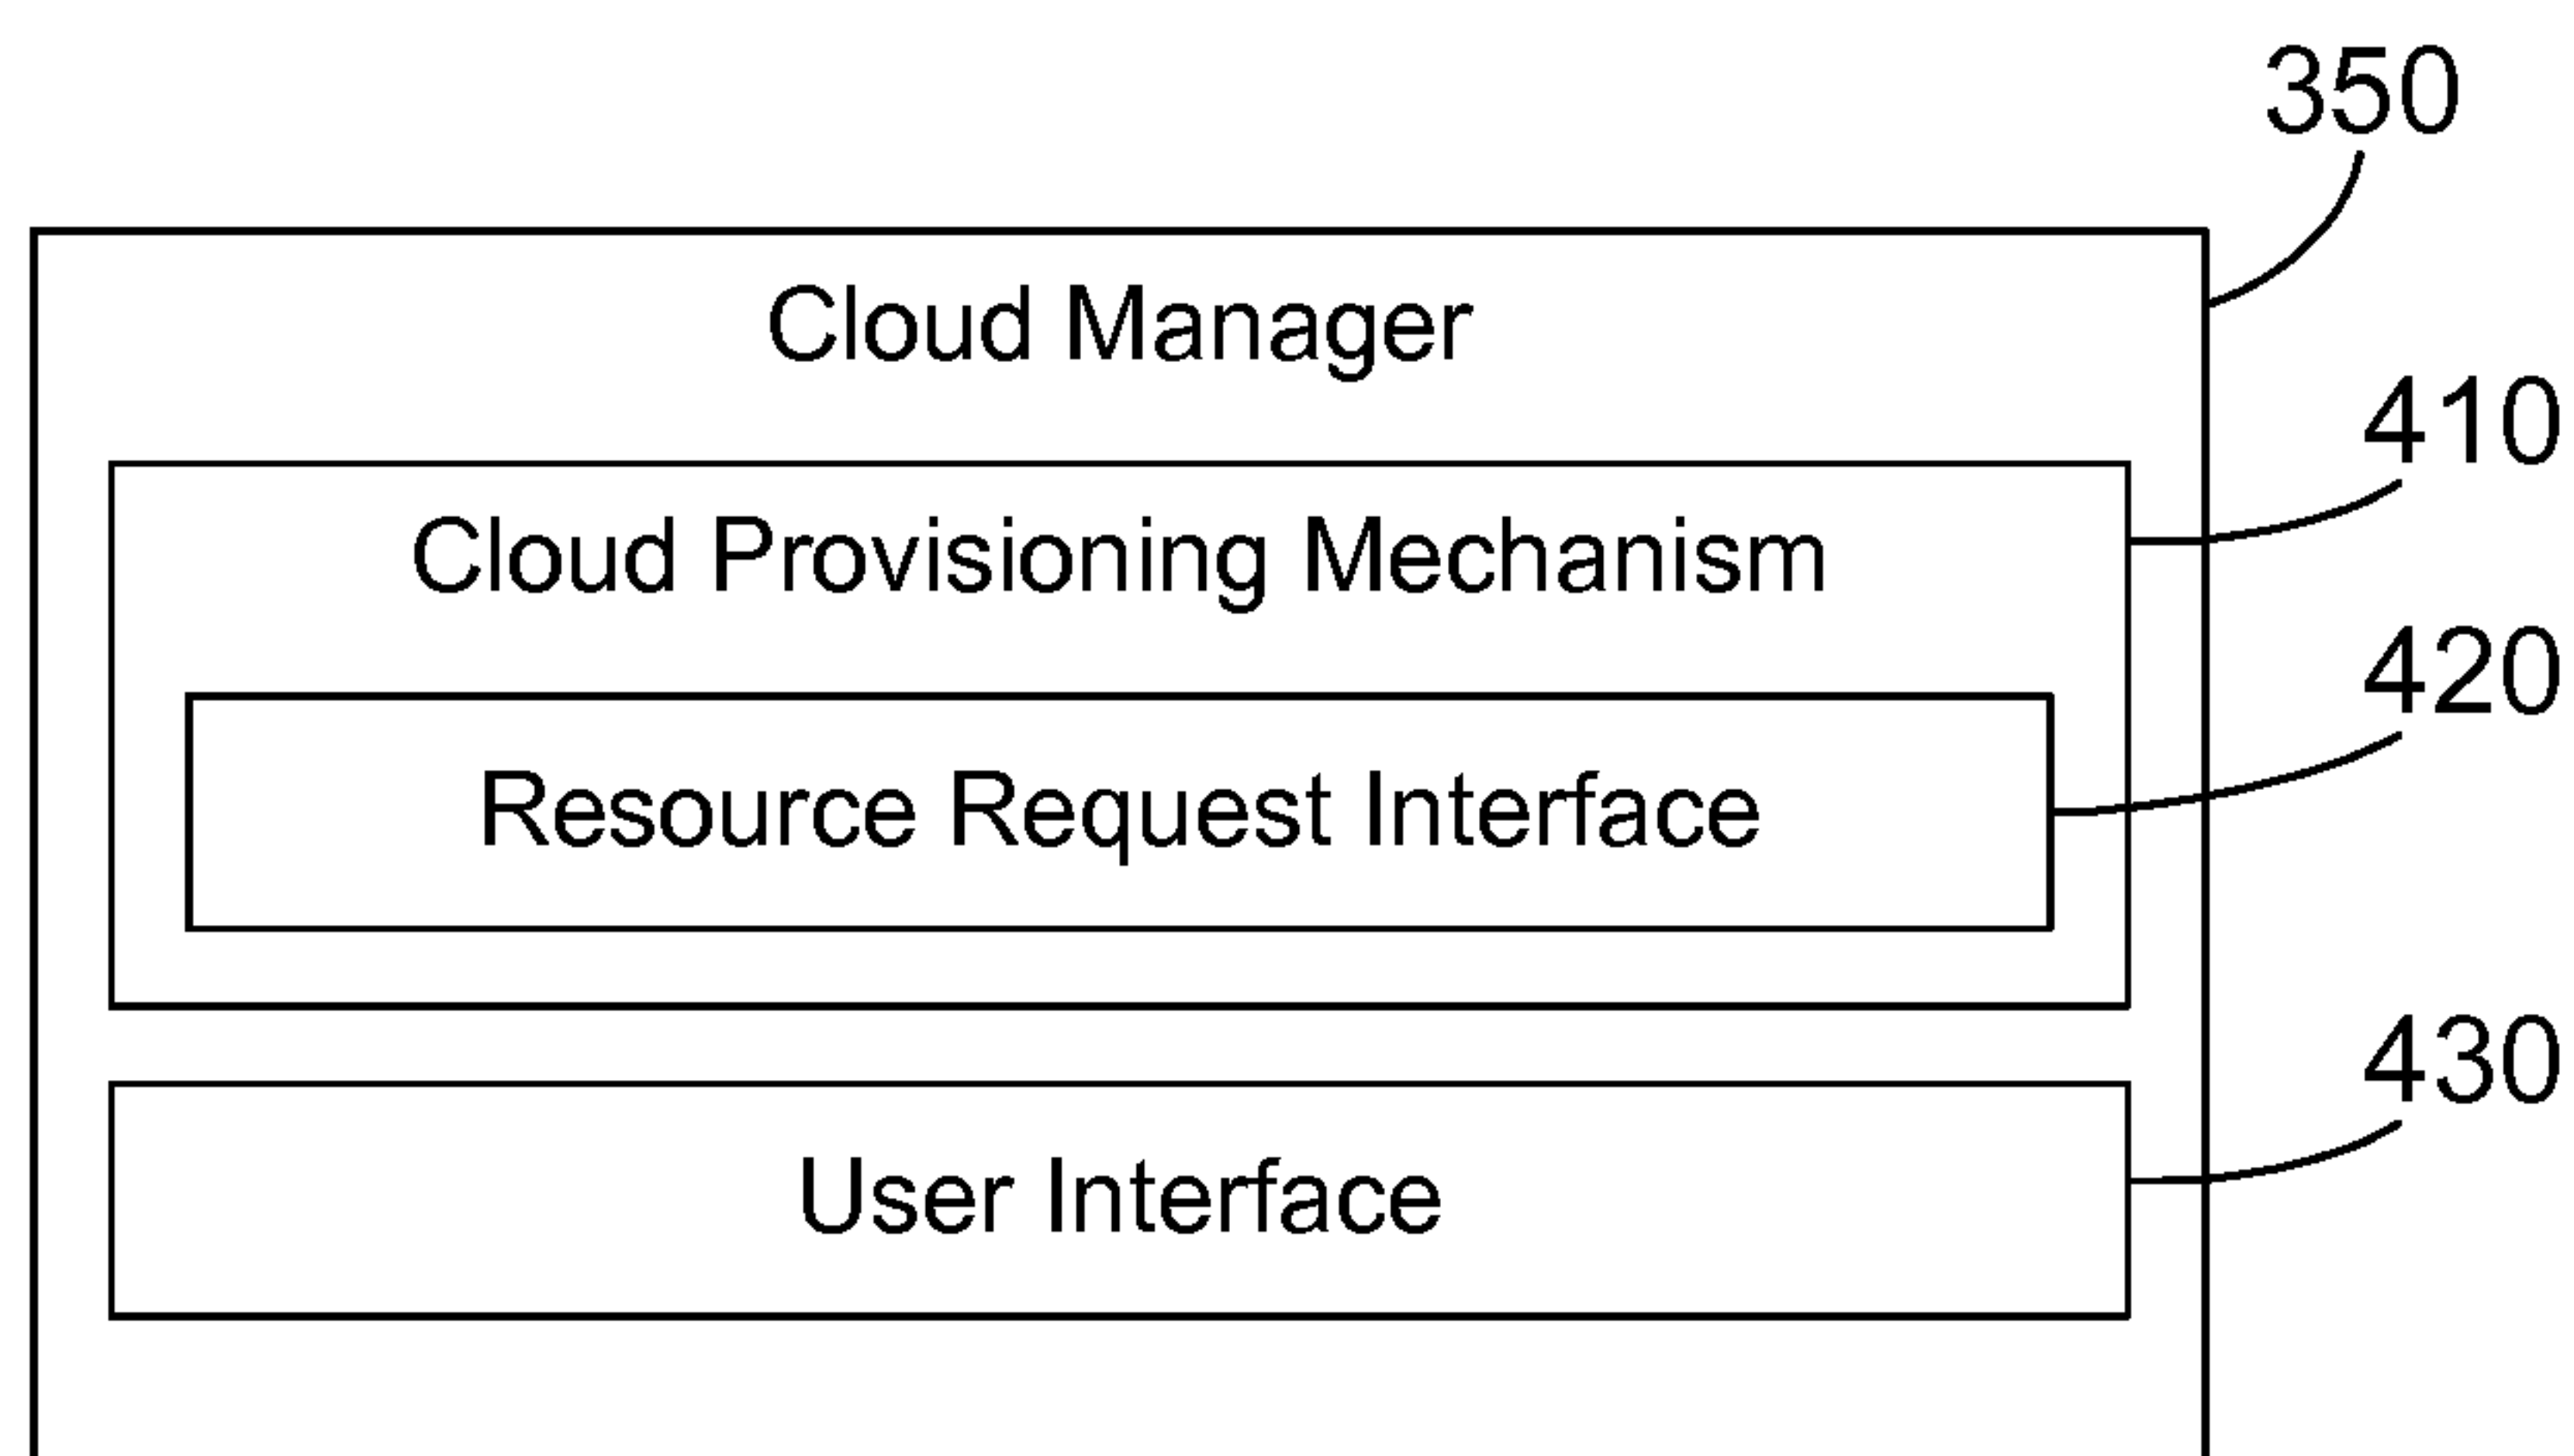 350
Cloud Manager
410
Cloud Provisioning Mechanism
420
Resource Request Interface
430
User Interface